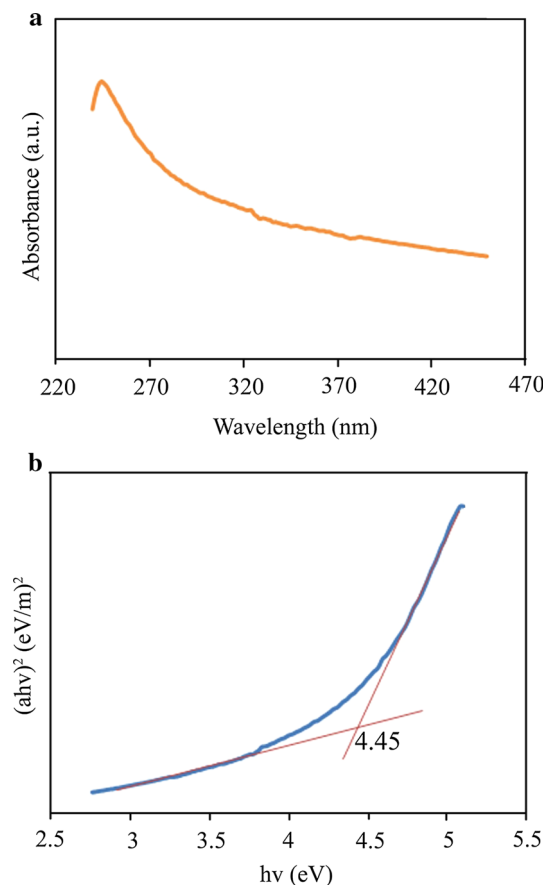 a
Absorbance (a.u.)
220 270 320 370 420 470
Wavelength (nm)
b
(ahv)² (eV/m)²
4.45
2.5 3 3.5 4 4.5 5 5.5
hv (eV)